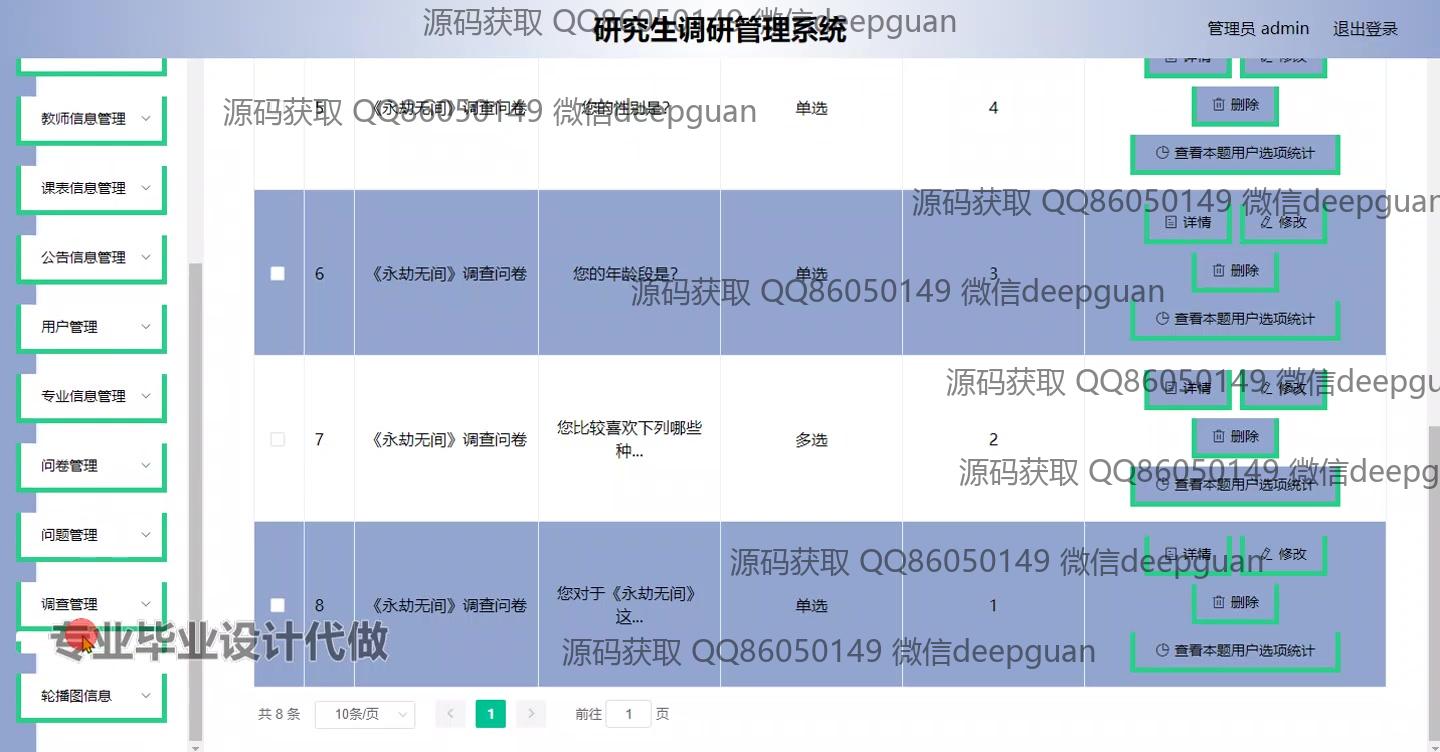 源码获取 QQ86050149 微信deepguan
研究生调研管理系统
管理员 admin
退出登录
教师信息管理
课表信息管理
公告信息管理
用户管理
专业信息管理
问卷管理
问题管理
调查管理
轮播图信息
详情
修改
源码获取 QQ86050149 微信deepguan
5 《永劫无间》调查问卷 您的性别是? 单选 4
删除
查看本题用户选项统计
源码获取 QQ86050149 微信deepguan
详情
修改
6 《永劫无间》调查问卷 您的年龄段是? 单选 3
删除
源码获取 QQ86050149 微信deepguan
查看本题用户选项统计
源码获取 QQ86050149 微信deepgu
详情
修改
7 《永劫无间》调查问卷
您比较喜欢下列哪些
种...
多选 2
删除
源码获取 QQ86050149 微信deepg
查看本题用户选项统计
源码获取 QQ86050149 微信deepguan
详情
修改
8 《永劫无间》调查问卷
您对于《永劫无间》
这...
单选 1
删除
专业毕业设计代做
源码获取 QQ86050149 微信deepguan
查看本题用户选项统计
共 8 条 10条/页 1 前往 1 页